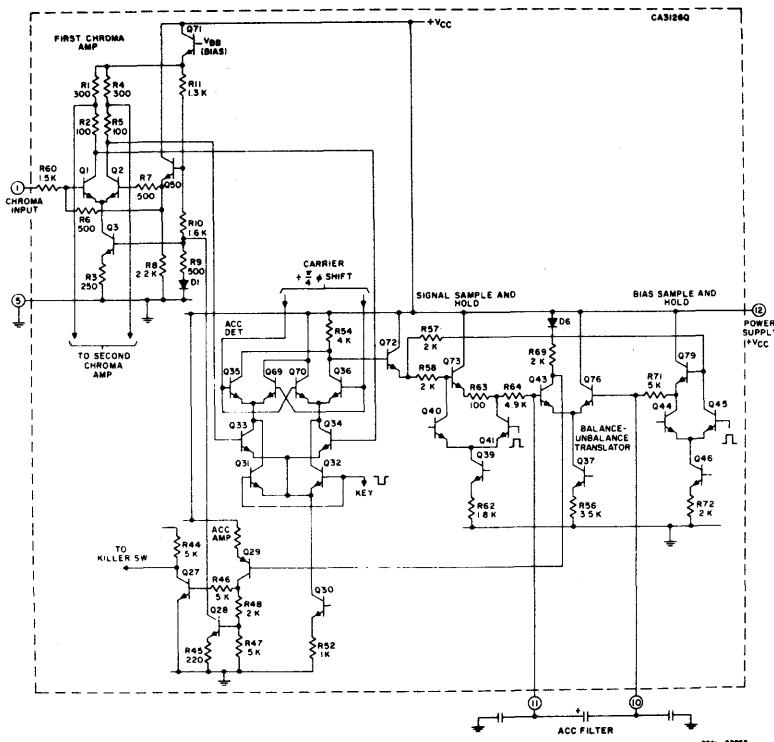 CA3126Q
+VCC
FIRST CHROMA
AMP
Q71
VBB
(BIAS)
R1
300
R4
300
R11
1.3 K
R2
100
R5
100
R60
1.5K
Q1
Q2
R7
500
Q50
1
CHROMA
INPUT
R6
500
R10
1.6 K
Q3
R8
2.2 K
R9
500
D1
R3
250
5
TO SECOND
CHROMA
AMP
CARRIER
+ π/4 φ SHIFT
SIGNAL SAMPLE
AND HOLD
BIAS SAMPLE AND
HOLD
12
POWER
SUPPLY
+VCC
ACC
DET
R54
4 K
Q72
R57
2 K
D6
R69
2 K
R58
2 K
Q73
Q79
Q35
Q69
Q70
Q36
R63
100
R64
4.9K
Q43
Q76
R71
5 K
Q40
Q41
Q44
Q45
Q33
Q34
BALANCE-
UNBALANCE
TRANSLATOR
Q31
Q32
KEY
Q39
Q37
Q46
R62
1.8 K
R56
3.5 K
R72
2 K
ACC
AMP
R44
5 K
Q29
TO
KILLER SW
Q27
R46
5 K
R48
2 K
Q30
Q28
R45
220
R47
5 K
R52
1K
11
10
+
ACC FILTER